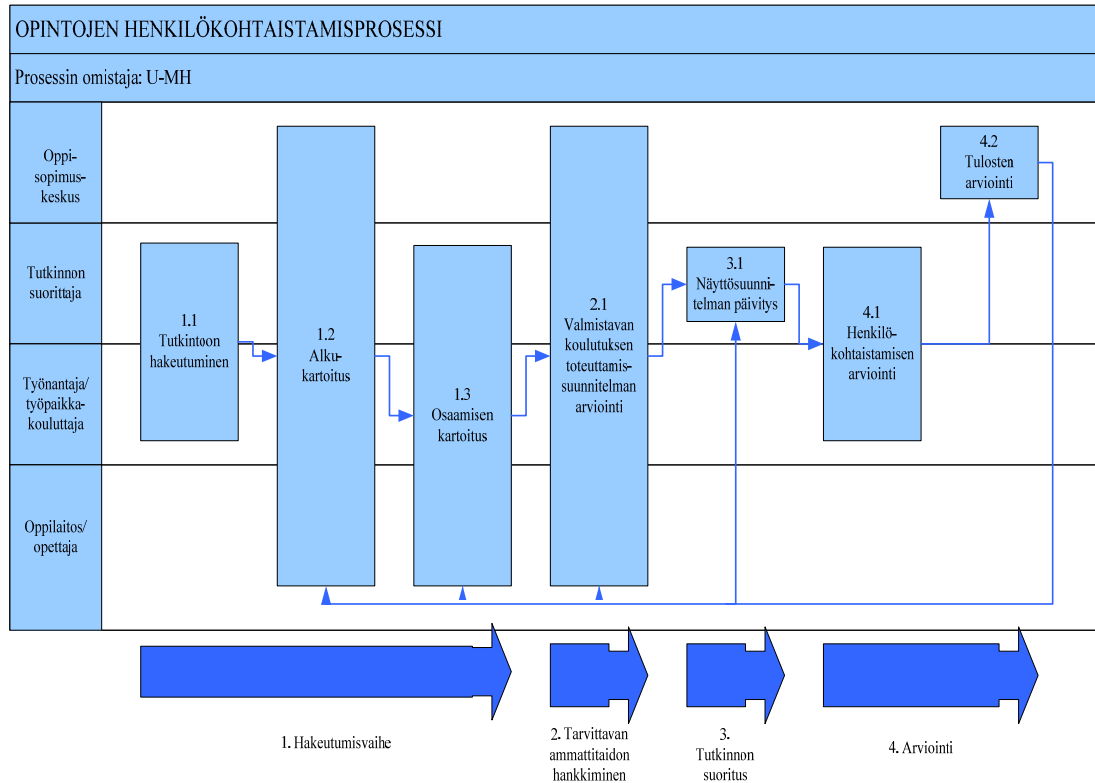 OPINTOJEN HENKILÖKOHTAISTAMISPROSESSI
Prosessin omistaja: U-MH
Oppi-
sopimus-
keskus
4.2
Tulosten
arviointi
Tutkinnon
suorittaja
1.1
Tutkintoon
hakeutuminen
1.2
Alku-
kartoitus
1.3
Osaamisen
kartoitus
2.1
Valmistavan
koulutuksen
toteuttamis-
suunnitelman
arviointi
3.1
Näyttösuunni-
telman päivitys
4.1
Henkilö-
kohtaistamisen
arviointi
Työnantaja/
työpaikka-
kouluttaja
Oppilaitos/
opettaja
1. Hakeutumisvaihe
2. Tarvittavan
ammattitaidon
hankkiminen
3.
Tutkinnon
suoritus
4. Arviointi